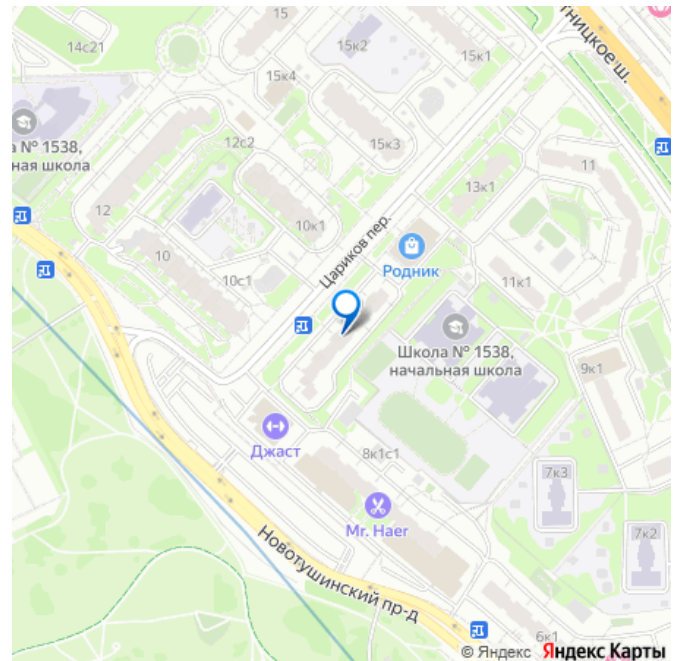 15
14с21
15к2
15к1
тницкое ш.
15к4
а № 1538,
ная школа
12с2
15к3
11
13к1
12
10к1
Цариков пер.
10
Родник
10с1
11к1
Школа № 1538,
начальная школа
9к1
Джаст
8к1с1
7к3
Mr. Haer
7к2
Новотушинский пр-д
6к1
© Яндекс Яндекс Карты